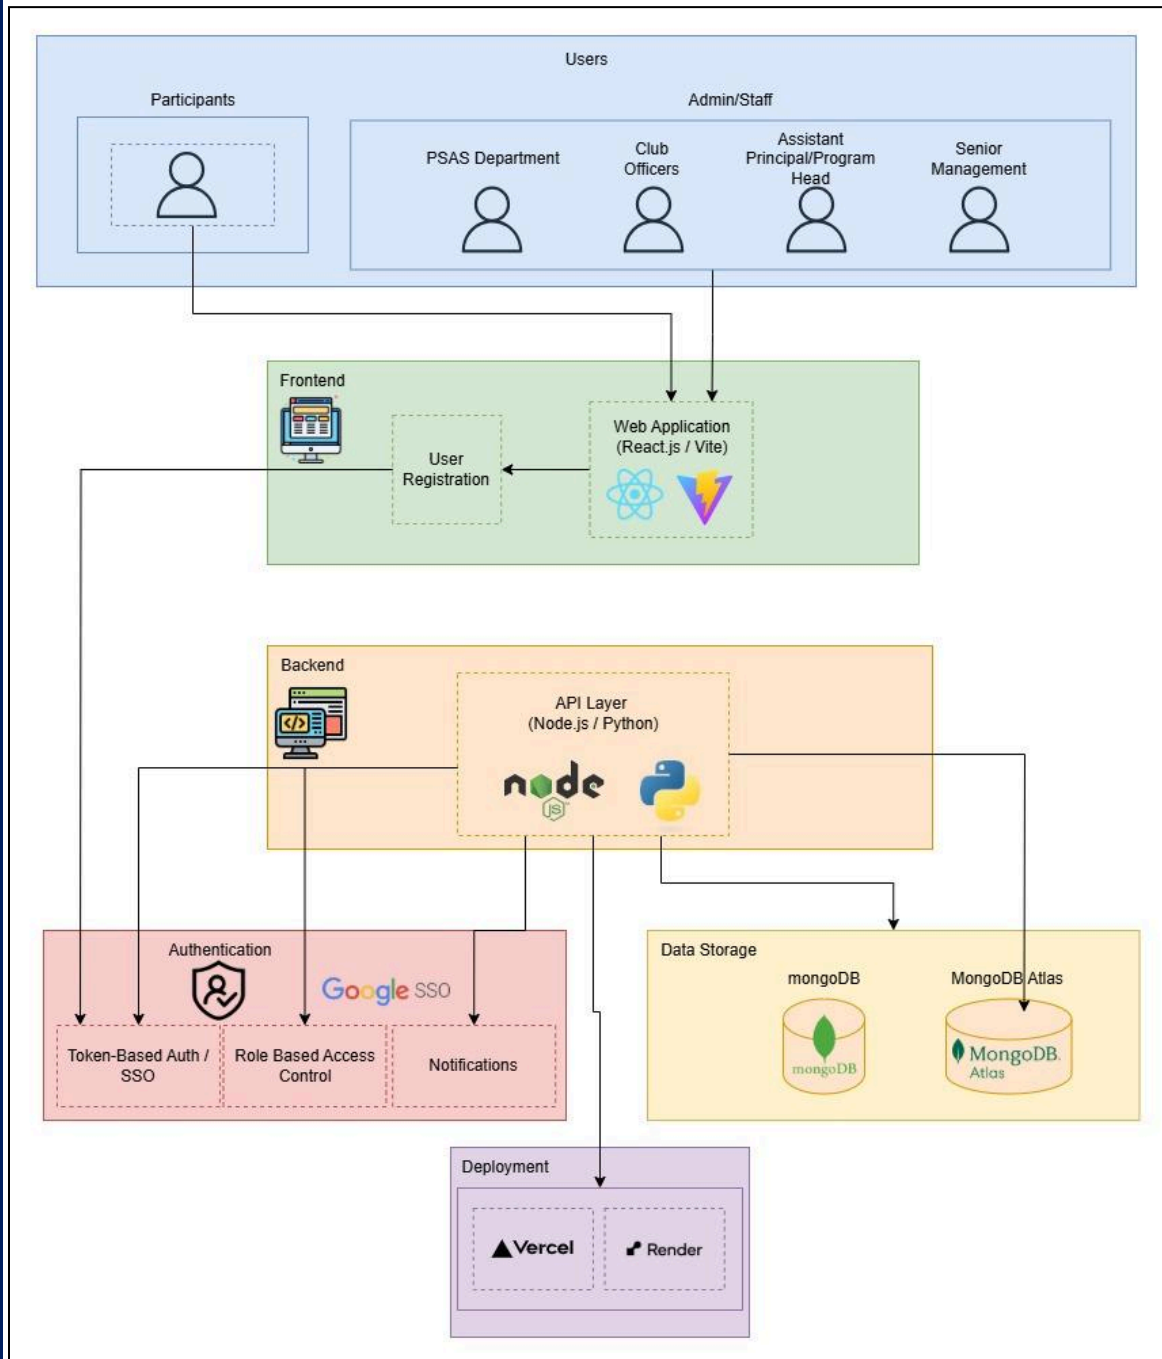 Users
Participants
Admin/Staff
PSAS Department
Club
Officers
Assistant
Principal/Program
Head
Senior
Management
Frontend
User
Registration
Web Application
(React.js / Vite)
Backend
</>
API Layer
(Node.js / Python)
node
JS
Authentication
Google SSO
Token-Based Auth /
SSO
Role Based Access
Control
Notifications
Data Storage
mongoDB
MongoDB Atlas
mongoDB
MongoDB.
Atlas
Deployment
Vercel
Render